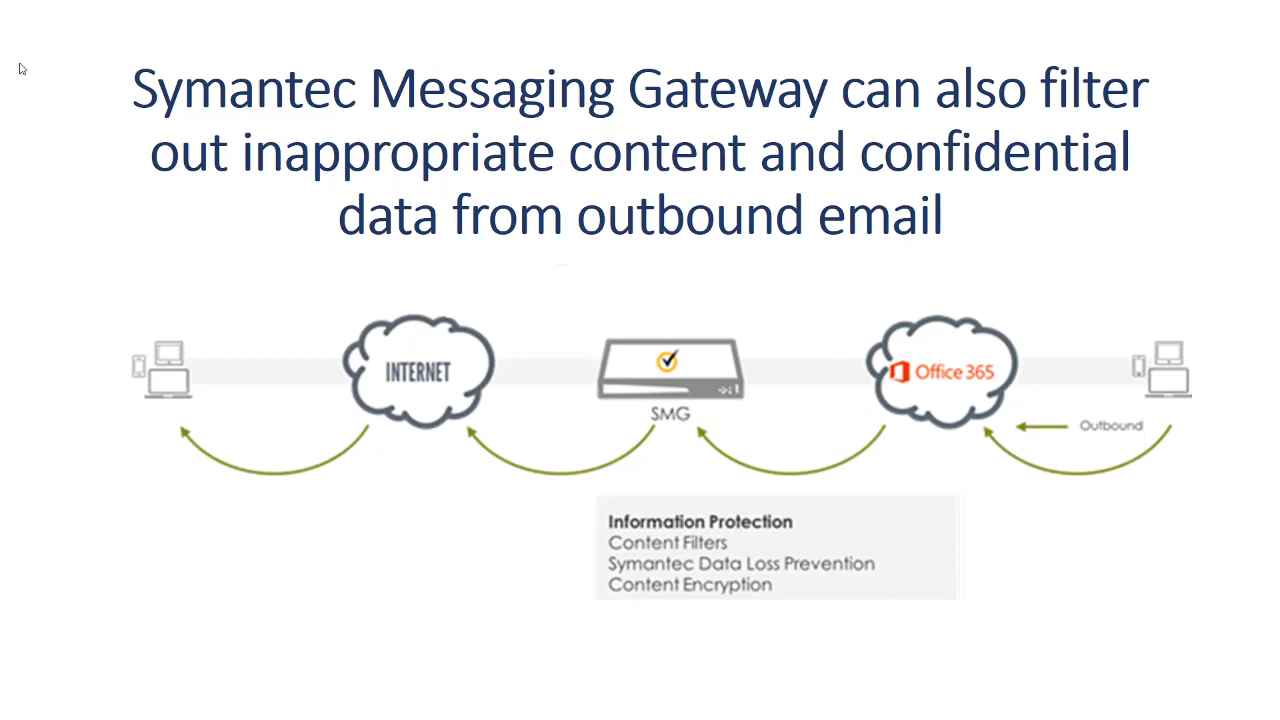 Symantec Messaging Gateway can also filter
out inappropriate content and confidential
data from outbound email
INTERNET
Office 365
SMG
Outbound
Information Protection
Content Filters
Symantec Data Loss Prevention
Content Encryption